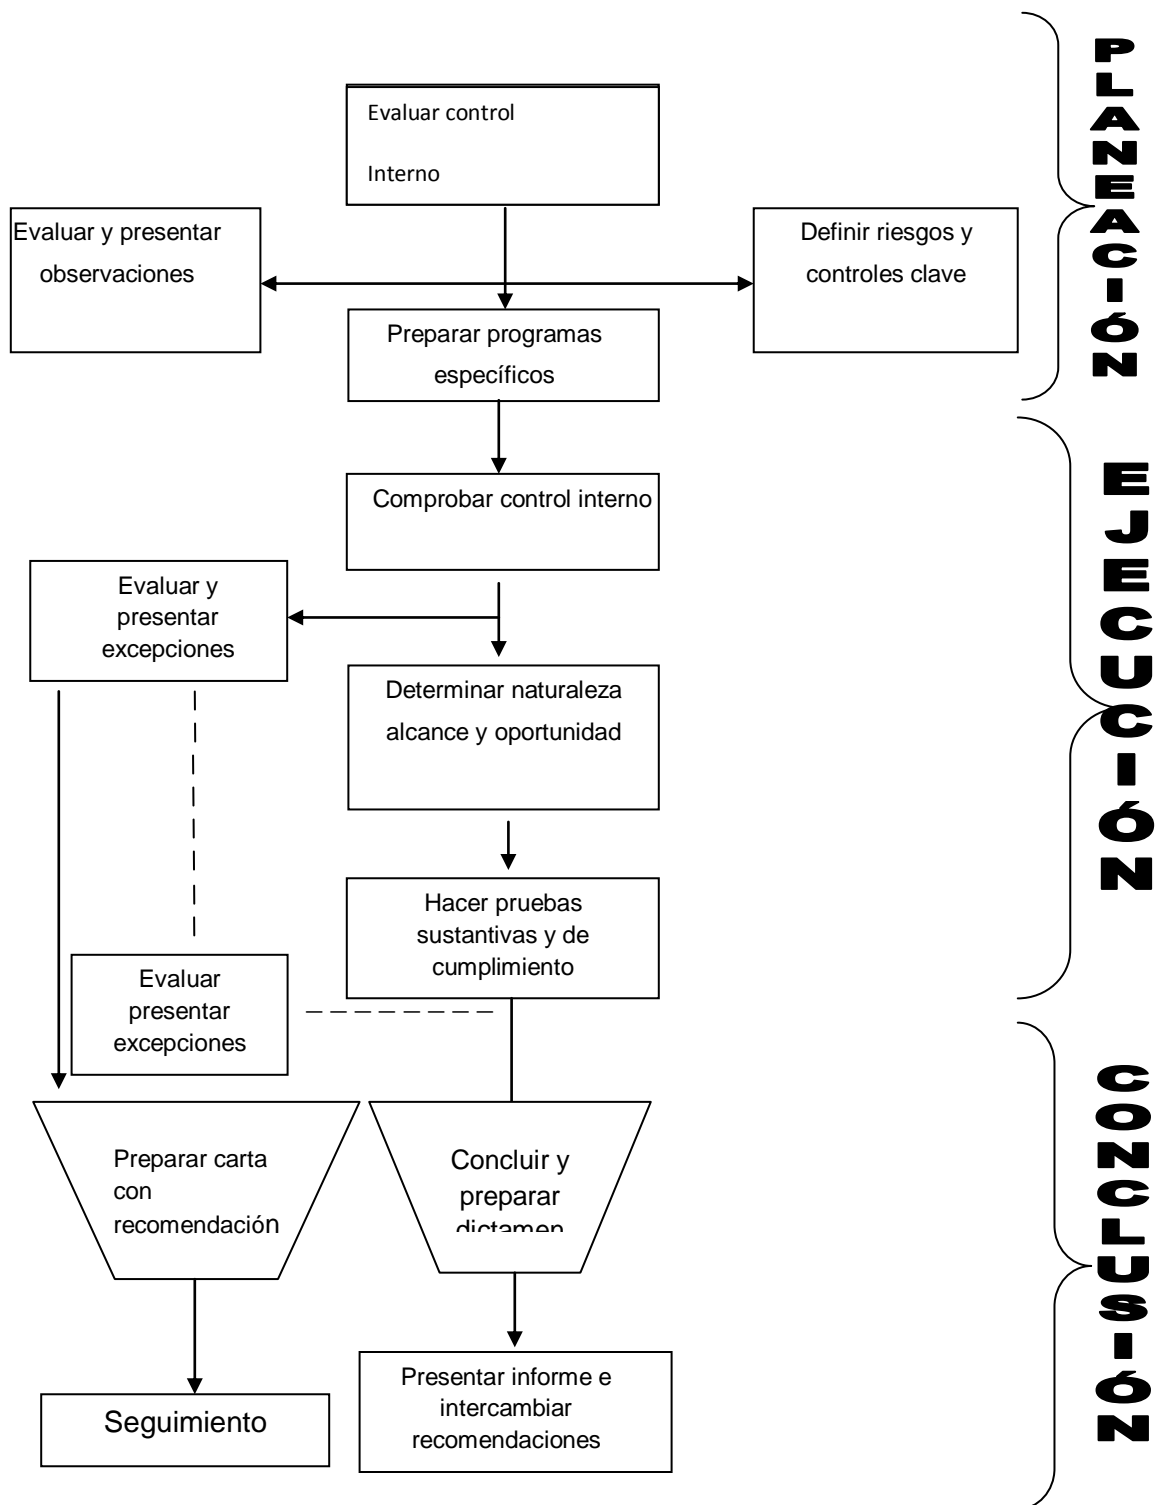 Evaluar control
Interno
Evaluar y presentar
observaciones
Definir riesgos y
controles clave
Preparar programas
específicos
PLANEACIÓN
Comprobar control interno
Evaluar y
presentar
excepciones
Determinar naturaleza
alcance y oportunidad
Hacer pruebas
sustantivas y de
cumplimiento
Evaluar
presentar
excepciones
EJECUCIÓN
Preparar carta
con
recomendación
Concluir y
preparar
dictamen
Seguimiento
Presentar informe e
intercambiar
recomendaciones
CONCLUSIÓN